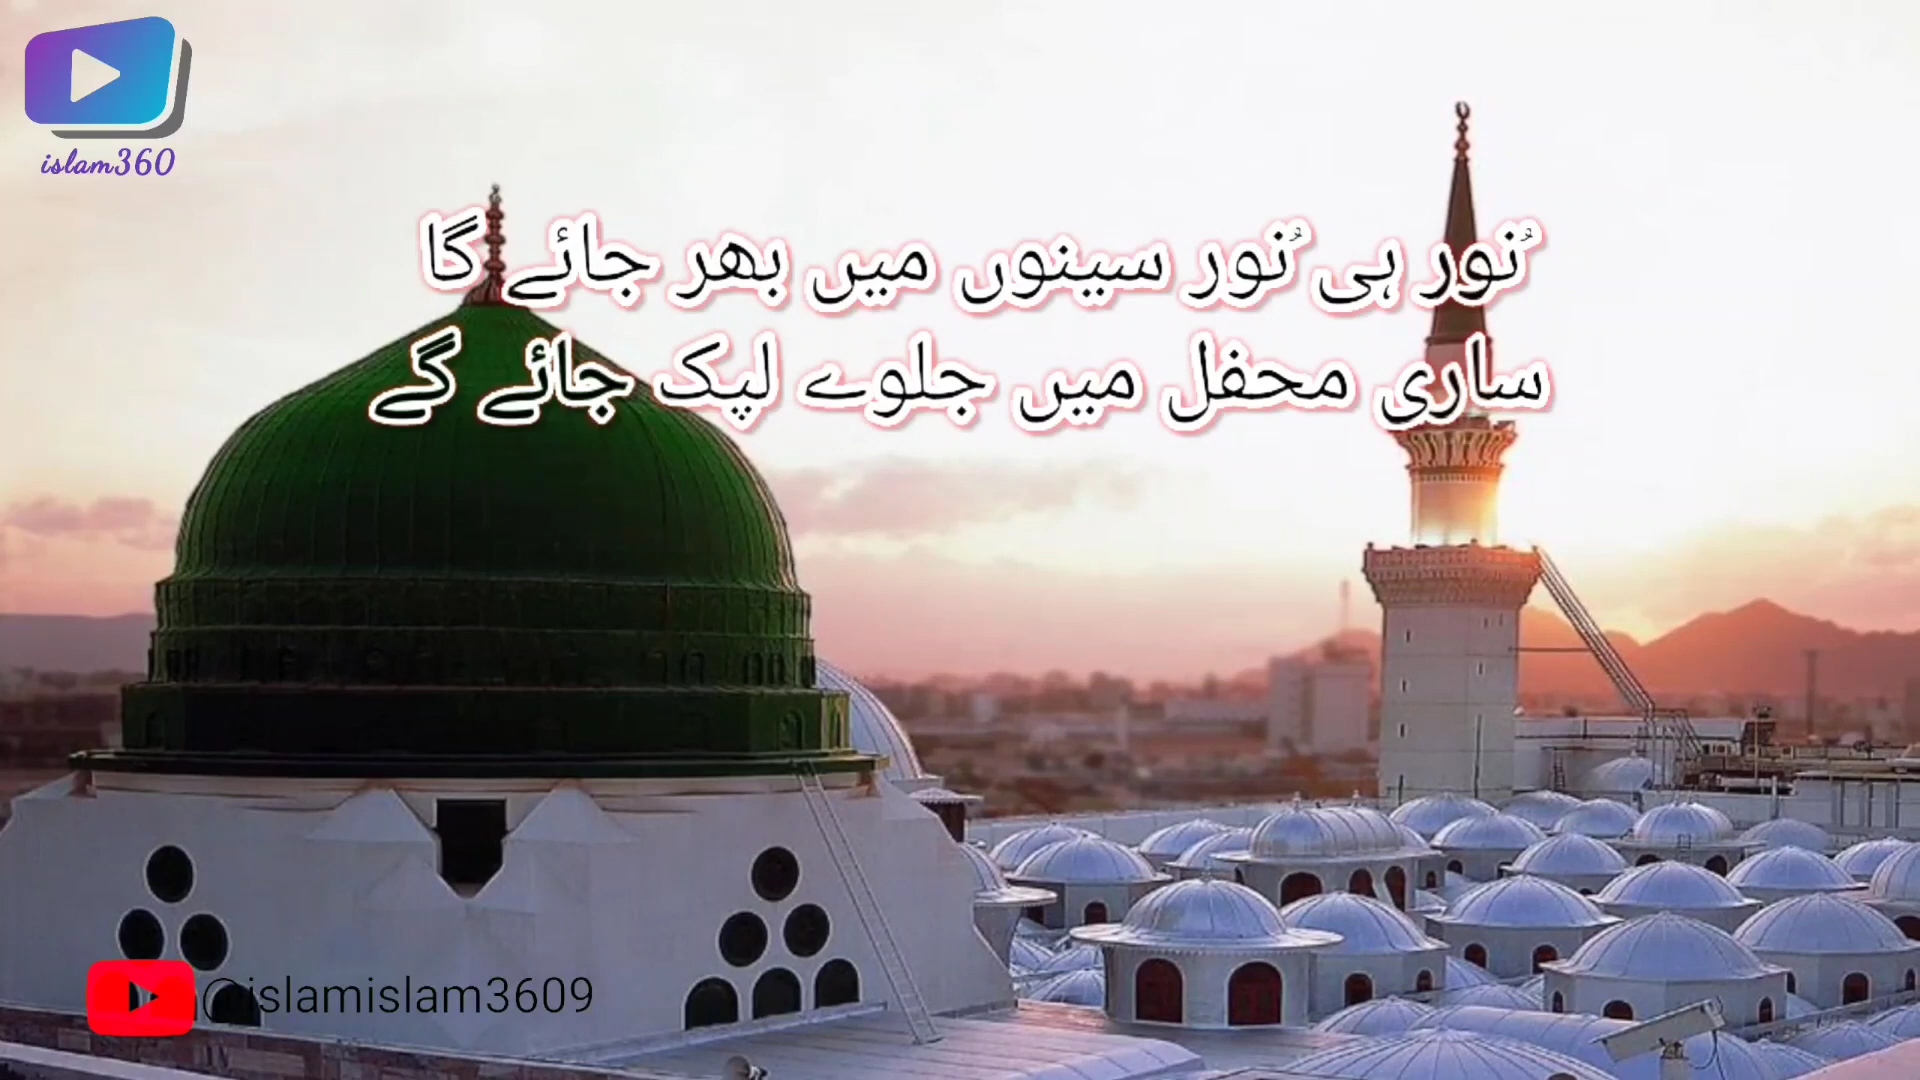 islam360
نُور ہی نُور سینوں میں بھر جائے گا
ساری محفل میں جلوے لپک جائے گے
@islamislam3609